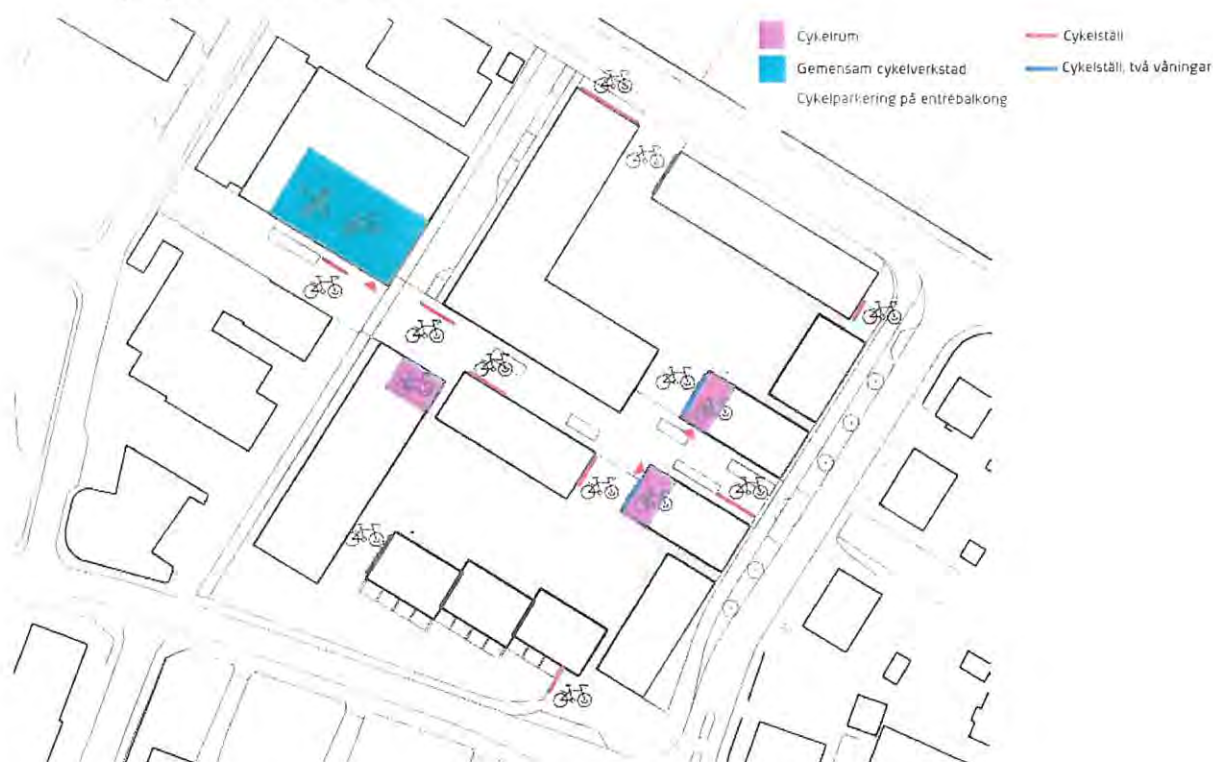 Cykelrum
Gemensam cykelverkstad
Cykelparkering på entrébalkong
Cykelställ
Cykelställ, två våningar